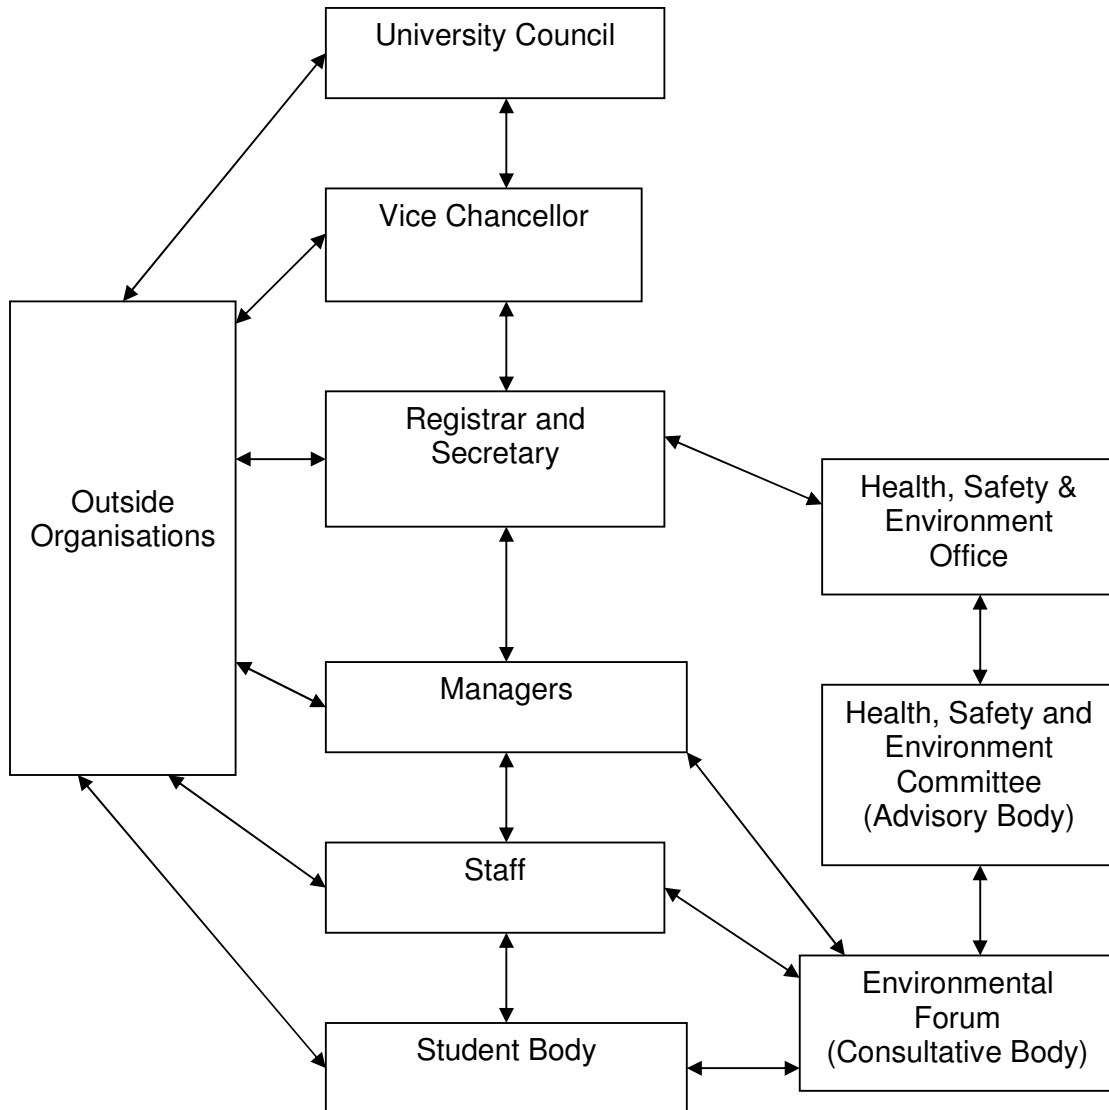 University Council
Vice Chancellor
Registrar and
Secretary
Outside
Organisations
Health, Safety &
Environment
Office
Managers
Health, Safety and
Environment
Committee
(Advisory Body)
Staff
Environmental
Forum
(Consultative Body)
Student Body